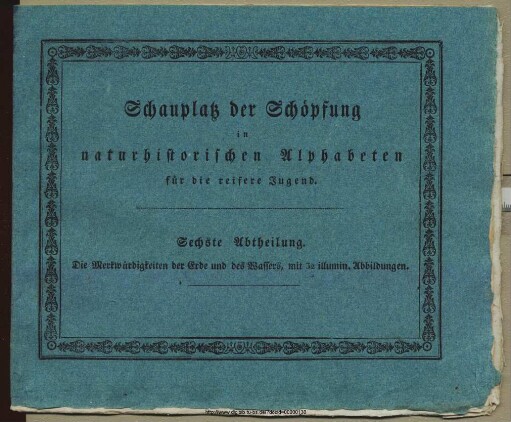 Schauplatz der Schöpfung
in
naturhistorischen Alphabeten
für die reifere Jugend.
Sechste Abtheilung.
Die Merkwürdigkeiten der Erde und des Wassers, mit illumin. Abbildungen.